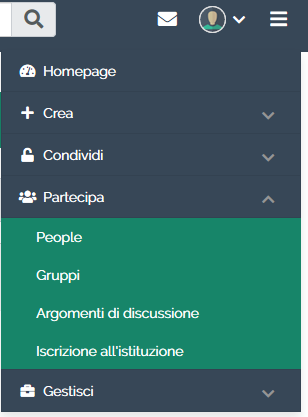 Homepage
Crea
Condividi
Partecipa
People
Gruppi
Argomenti di discussione
Iscrizione all'istituzione
Gestisci